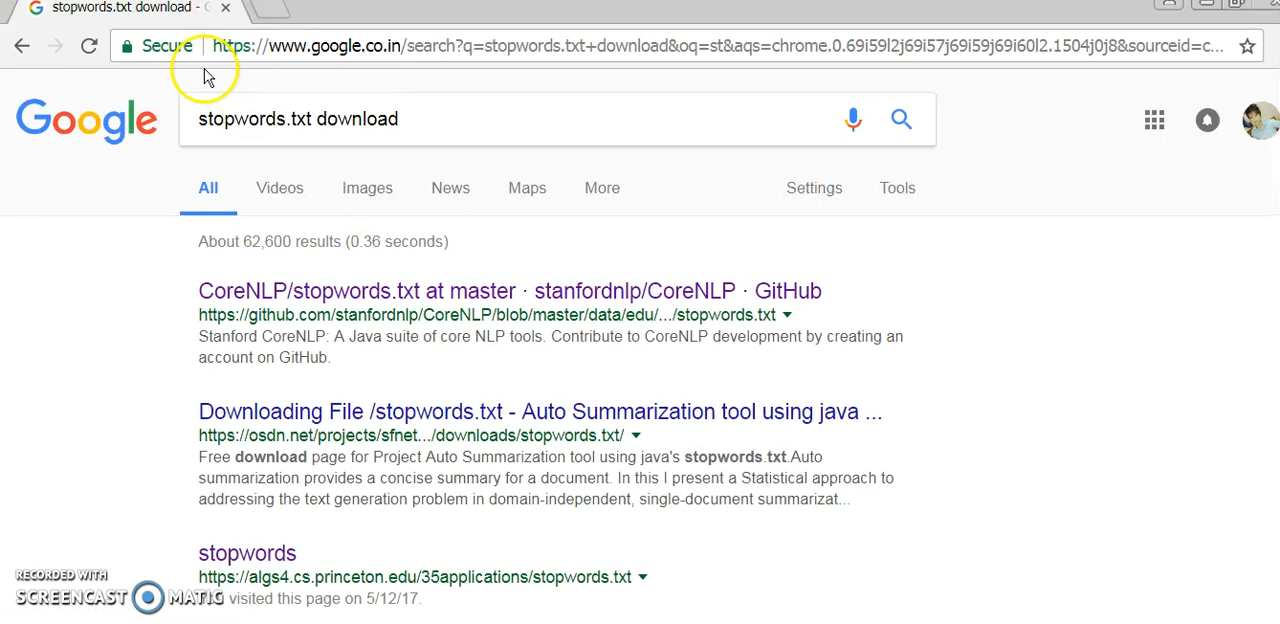 stopwords.txt download -
Secure https://www.google.co.in/search?q=stopwords.txt+download&oq=st&aqs=chrome.0.69i59l2j69i57j69i59j69i60l2.1504j0j8&sourceid=c...
Google
stopwords.txt download
All Videos Images News Maps More Settings Tools
About 62,600 results (0.36 seconds)
CoreNLP/stopwords.txt at master · stanfordnlp/CoreNLP · GitHub
https://github.com/stanfordnlp/CoreNLP/blob/master/data/edu/.../stopwords.txt
Stanford CoreNLP: A Java suite of core NLP tools. Contribute to CoreNLP development by creating an
account on GitHub.
Downloading File /stopwords.txt - Auto Summarization tool using java ...
https://osdn.net/projects/sfnet.../downloads/stopwords.txt/
Free download page for Project Auto Summarization tool using java's stopwords.txt.Auto
summarization provides a concise summary for a document. In this I present a Statistical approach to
addressing the text generation problem in domain-independent, single-document summarizat...
stopwords
https://algs4.cs.princeton.edu/35applications/stopwords.txt
visited this page on 5/12/17.
RECORDED WITH
SCREENCAST MATIC